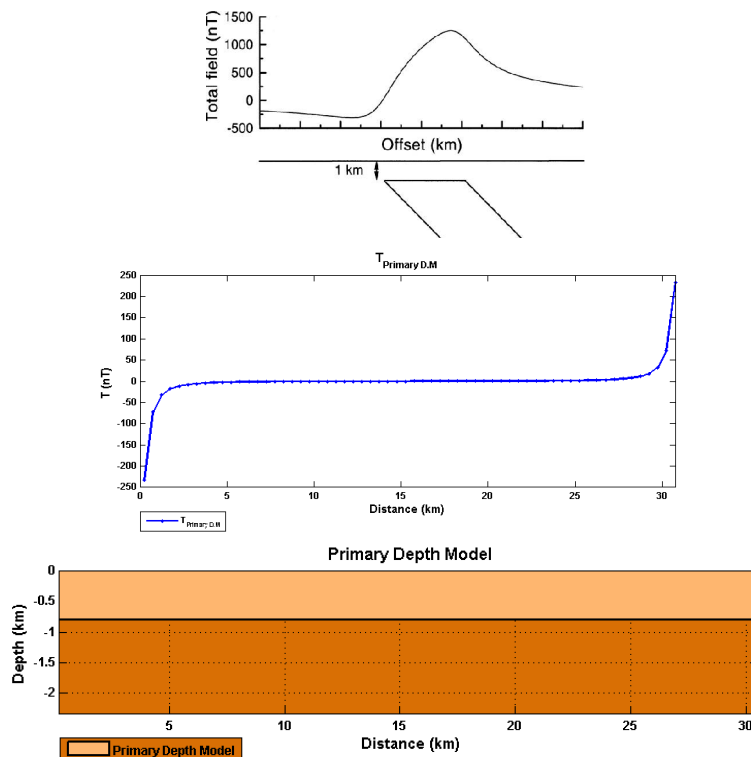 1500
1000
500
0
-500
Total field (nT)
Offset (km)
1 km
T Primary D.M
250
200
150
100
50
0
-50
-100
-150
-200
-250
T (nT)
0 5 10 15 20 25 30
Distance (km)
T Primary D.M
Primary Depth Model
0
-0.5
-1
-1.5
-2
Depth (km)
5 10 15 20 25 30
Distance (km)
Primary Depth Model